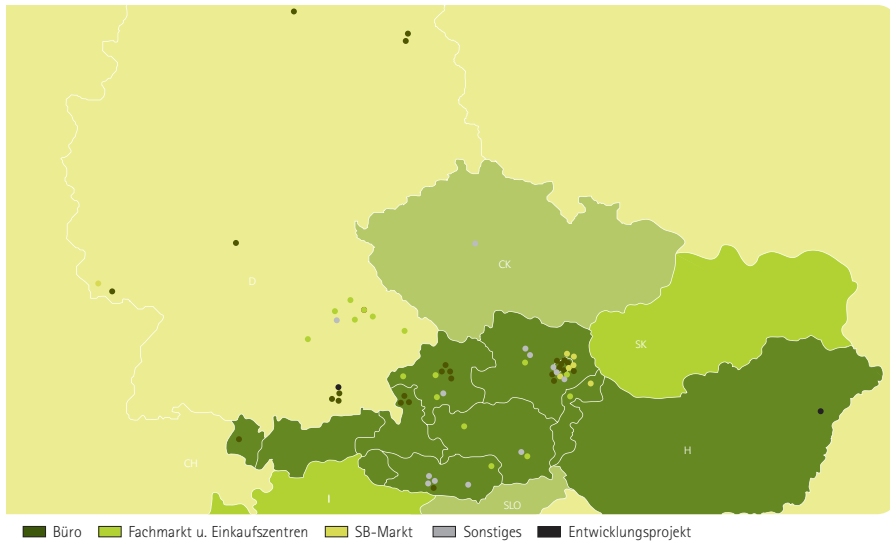 D
CK
SK
H
CH
I
SLO
Büro Fachmarkt u. Einkaufszentren SB-Markt Sonstiges Entwicklungsprojekt